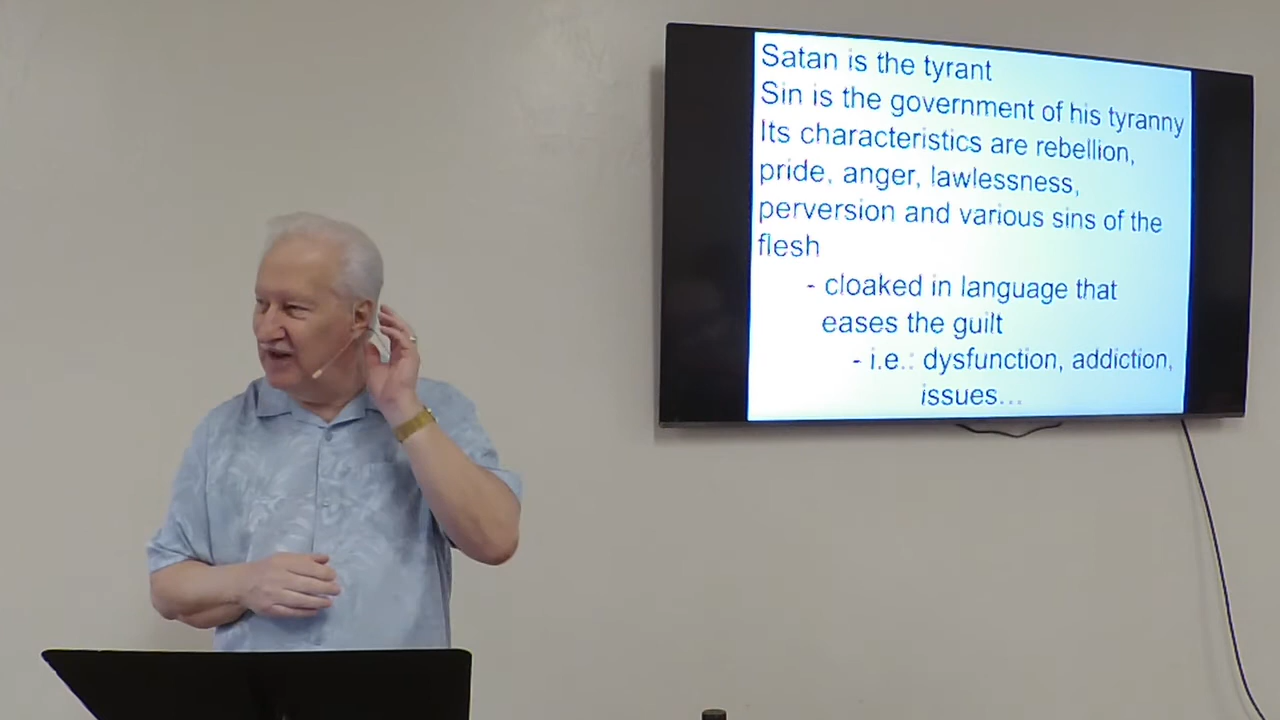 Satan is the tyrant
Sin is the government of his tyranny
Its characteristics are rebellion,
pride, anger, lawlessness,
perversion and various sins of the
flesh
- cloaked in language that
eases the guilt
- i.e.: dysfunction, addiction,
issues...